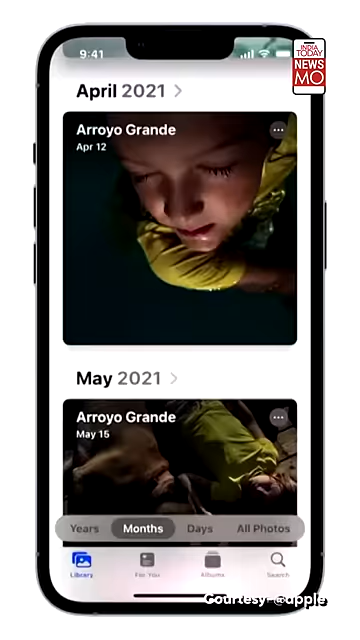 9:41
INDIA
TODAY
NEWS
MO
April 2021
Arroyo Grande
Apr 12
May 2021
Arroyo Grande
May 15
Years Months Days All Photos
Library For You Albums Search
Courtesy-@apple